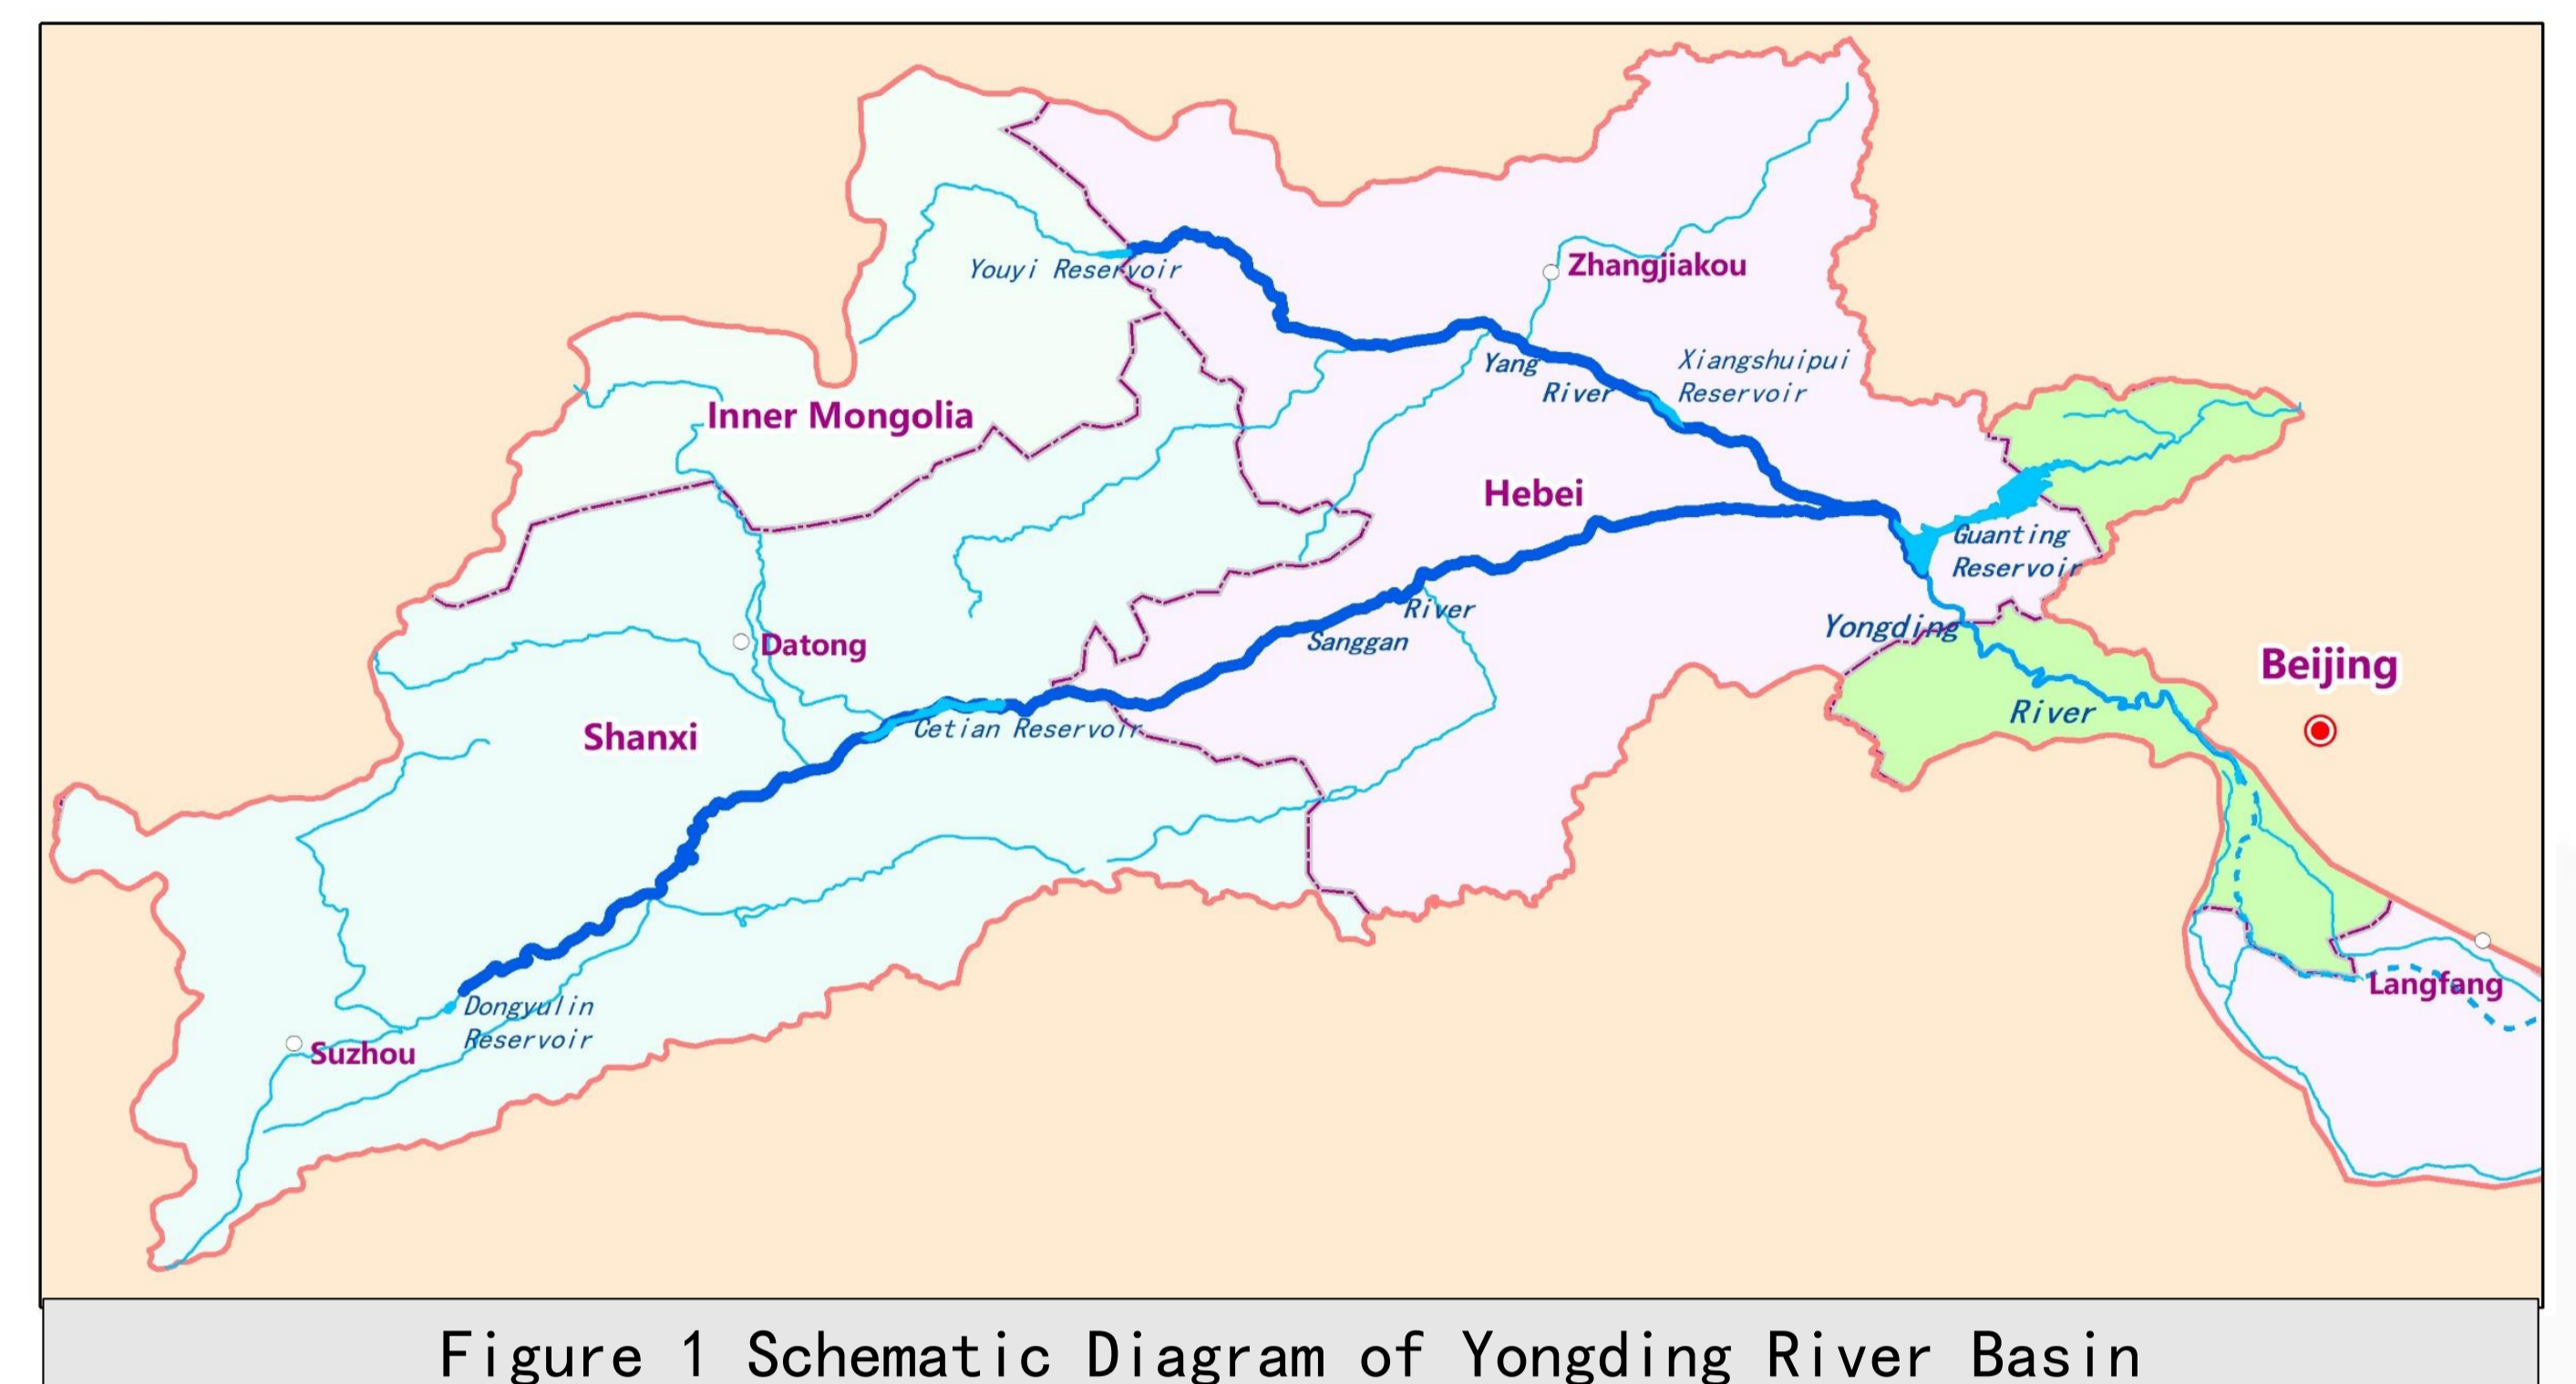 Youyi Reservoir
Zhangjiakou
Yang
River
Xiangshuipui
Reservoir
Inner Mongolia
Hebei
Guanting
Reservoir
River
Sanggan
Yongding
River
Beijing
Datong
Shanxi
Cetian Reservoir
Dongyulin
Reservoir
Suzhou
Langfang
Figure 1 Schematic Diagram of Yongding River Basin